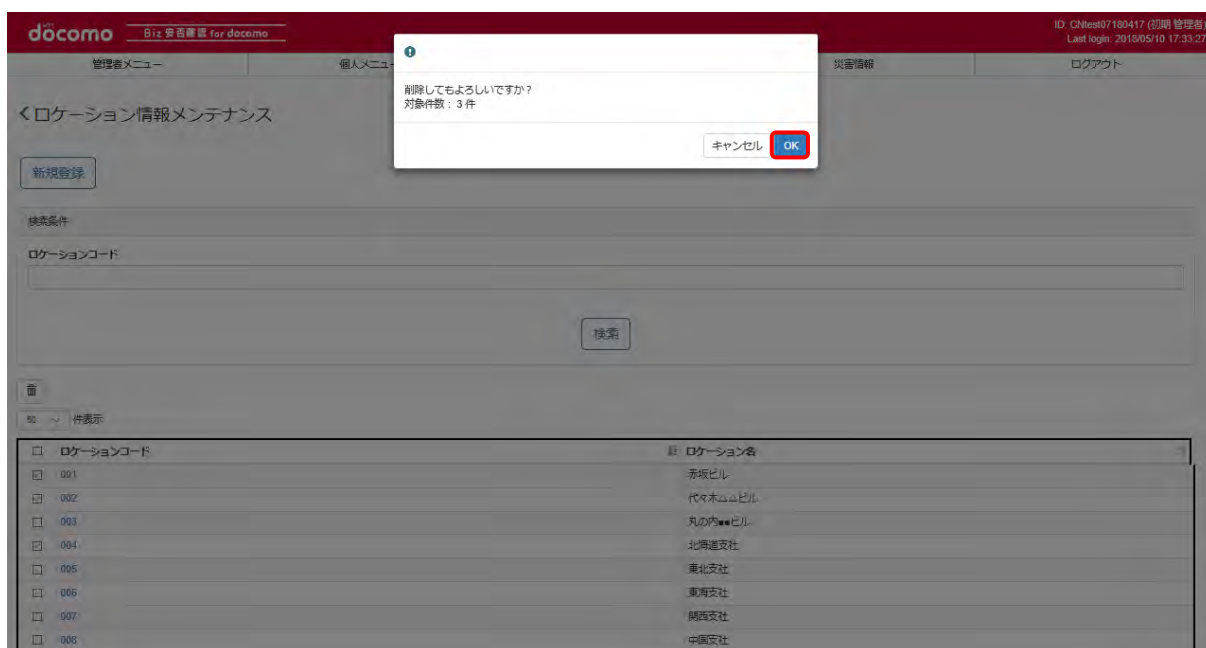 döcomo Biz安否確認 for docomo
ID: CNtest07180417 (初期 管理者)
Last login: 2018/05/10 17:33:27
管理者メニュー 個人メニュー 災害情報 ログアウト
削除してもよろしいですか?
対象件数: 3 件
キャンセル OK
ロケーション情報メンテナンス
新規登録
検索条件
ロケーションコード
検索
50 件表示
ロケーションコード ロケーション名
001 赤坂ビル
002 代々木△△ビル
003 丸の内■■ビル
004 北海道支社
005 東北支社
006 東海支社
007 関西支社
008 中国支社